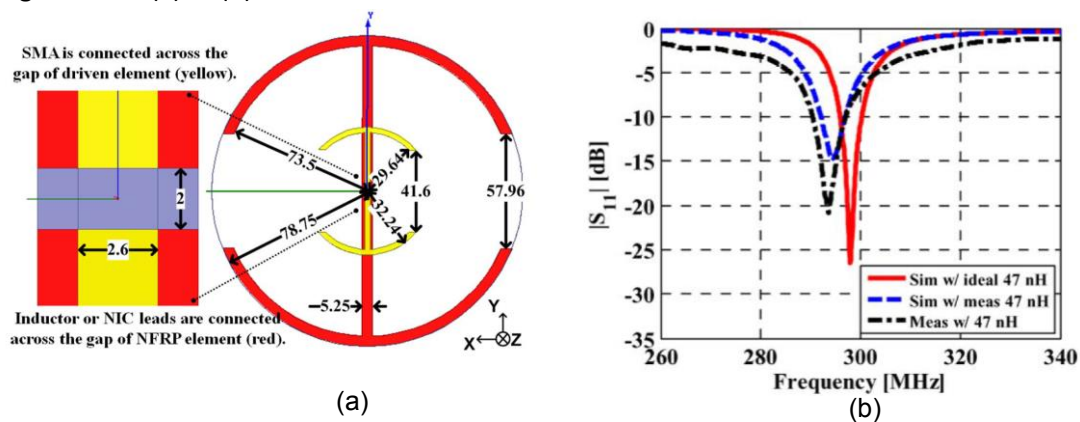 SMA is connected across the
gap of driven element (yellow).
2
2.6
Inductor or NIC leads are connected
across the gap of NFRP element (red).
Y
73.5
29.64
41.6
57.96
32.24
78.75
5.25
Y
X
Z
(a)
|S11| [dB]
0
-5
-10
-15
-20
-25
-30
-35
Sim w/ ideal 47 nH
Sim w/ meas 47 nH
Meas w/ 47 nH
260 280 300 320 340
Frequency [MHz]
(b)